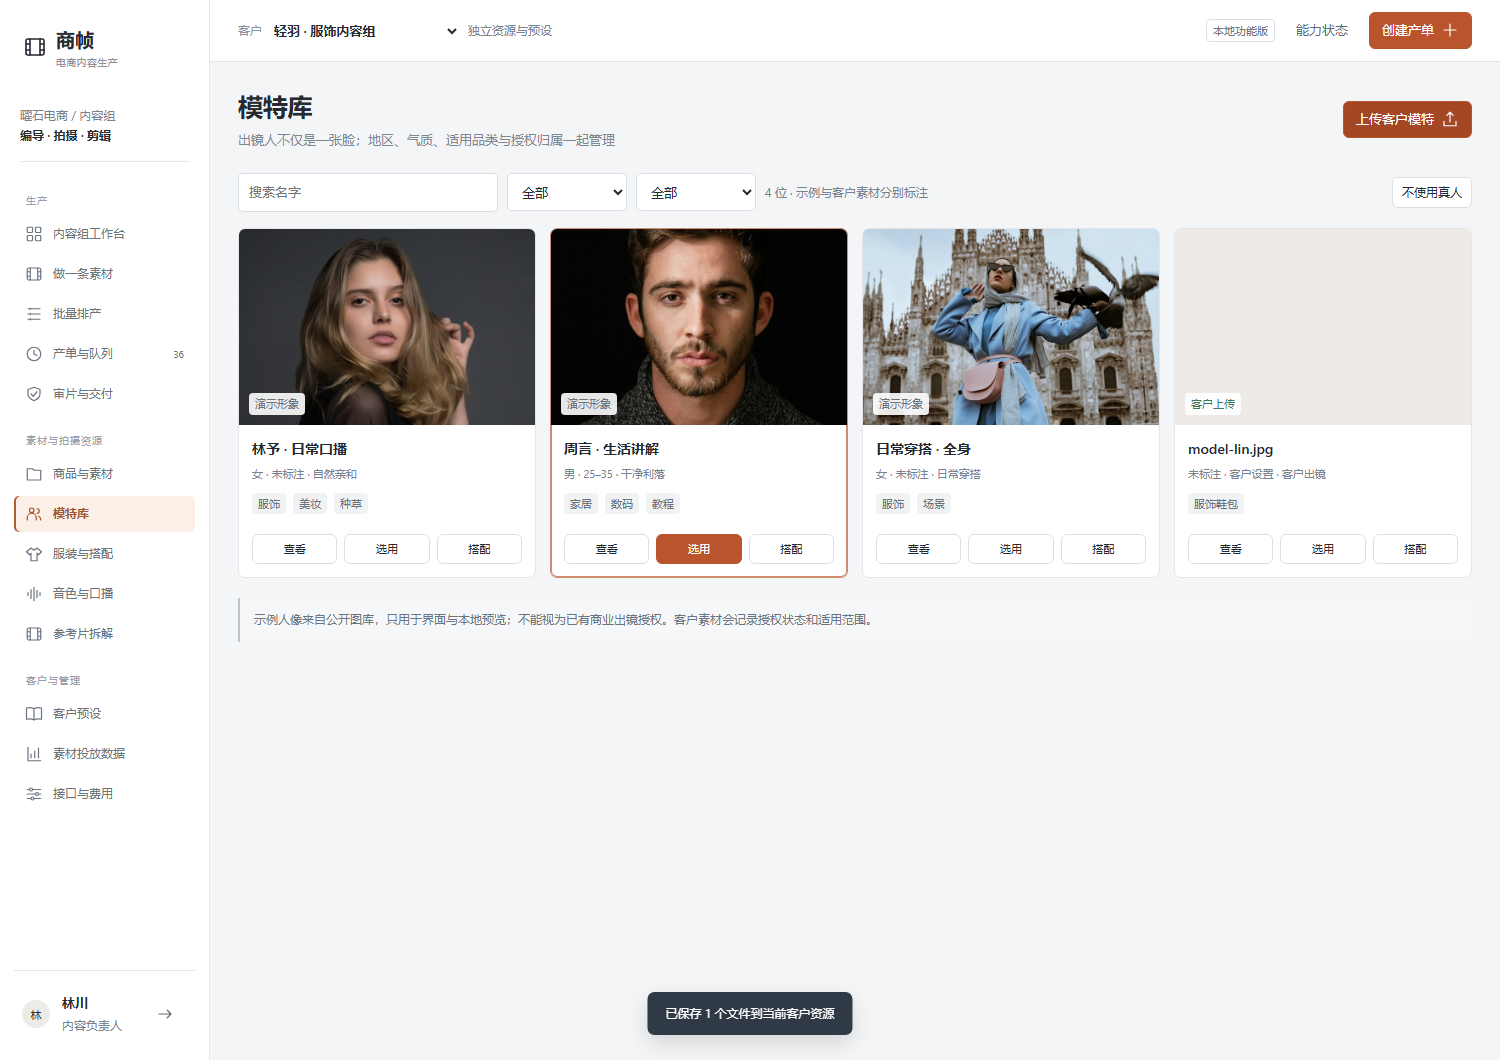 商帧
电商内容生产
曜石电商 / 内容组
编导 · 拍摄 · 剪辑
生产
内容组工作台
做一条素材
批量排产
产单与队列 36
审片与交付
素材与拍摄资源
商品与素材
模特库
服装与搭配
音色与口播
参考片拆解
客户与管理
客户预设
素材投放数据
接口与费用
林
林川
内容负责人
客户 轻羽 · 服饰内容组 独立资源与预设
本地功能版 能力状态 创建产单
模特库
出镜人不仅是一张脸；地区、气质、适用品类与授权归属一起管理
上传客户模特
搜索名字 全部 全部 4 位 · 示例与客户素材分别标注 不使用真人
演示形象
林予 · 日常口播
女 · 未标注 · 自然亲和
服饰 美妆 种草
查看 选用 搭配
演示形象
周言 · 生活讲解
男 · 25–35 · 干净利落
家居 数码 教程
查看 选用 搭配
演示形象
日常穿搭 · 全身
女 · 未标注 · 日常穿搭
服饰 场景
查看 选用 搭配
客户上传
model-lin.jpg
未标注 · 客户设置 · 客户出镜
服饰鞋包
查看 选用 搭配
示例人像来自公开图库，只用于界面与本地预览；不能视为已有商业出镜授权。客户素材会记录授权状态和适用范围。
已保存 1 个文件到当前客户资源